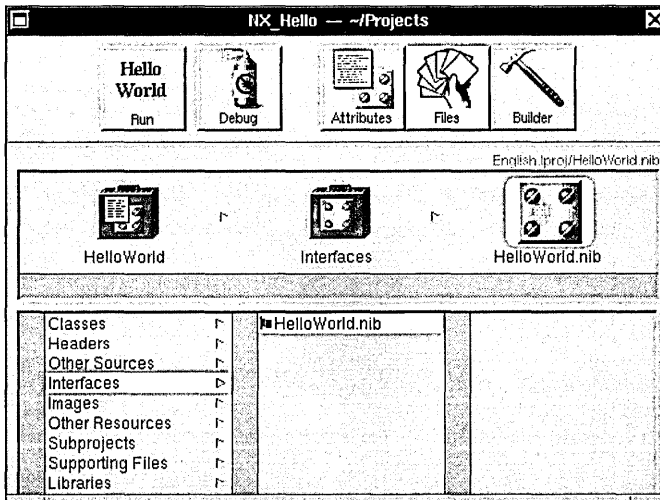 NX_Hello — ~/Projects
Hello
World
Run
Debug
Attributes
Files
Builder
English.lproj/HelloWorld.nib
HelloWorld
Interfaces
HelloWorld.nib
Classes
Headers
Other Sources
Interfaces
Images
Other Resources
Subprojects
Supporting Files
Libraries
HelloWorld.nib